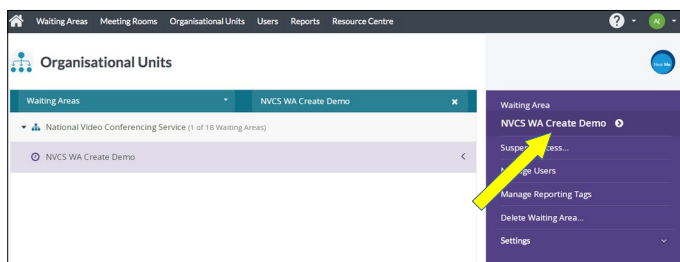 Waiting Areas Meeting Rooms Organisational Units Users Reports Resource Centre ?
Organisational Units
Waiting Areas NVCS WA Create Demo ×
National Video Conferencing Service (1 of 18 Waiting Areas)
NVCS WA Create Demo
Near Me
Waiting Area
NVCS WA Create Demo
Manage Reporting Tags
Delete Waiting Area...
Settings